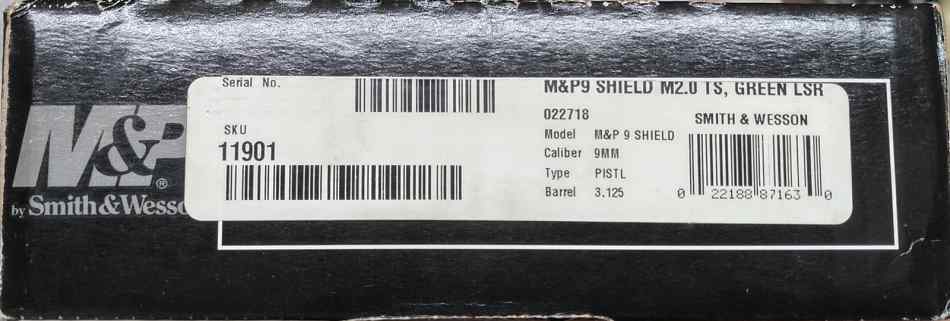 M&P®
by Smith & Wesso
Serial No.
SKU
11901
M&P9 SHIELD M2.0 TS, GREEN LSR
022718
Model M&P 9 SHIELD
Caliber 9MM
Type PISTL
Barrel 3.125
SMITH & WESSON
0 22188 87163 0